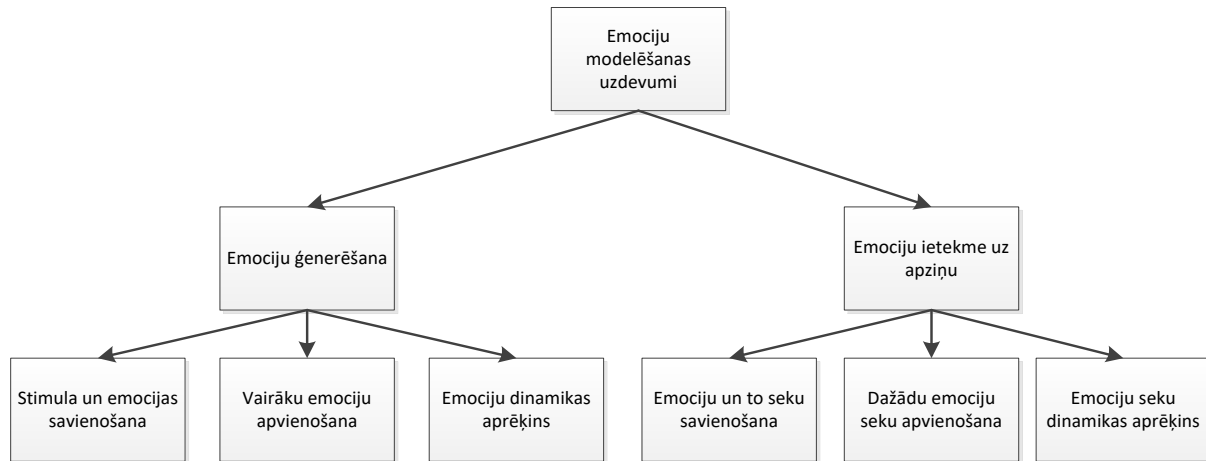 Emociju
modelēšanas
uzdevumi
Emociju ģenerēšana
Emociju ietekme uz
apziņu
Stimula un emocijas
savienošana
Vairāku emociju
apvienošana
Emociju dinamikas
aprēķins
Emociju un to seku
savienošana
Dažādu emociju
seku apvienošana
Emociju seku
dinamikas aprēķins